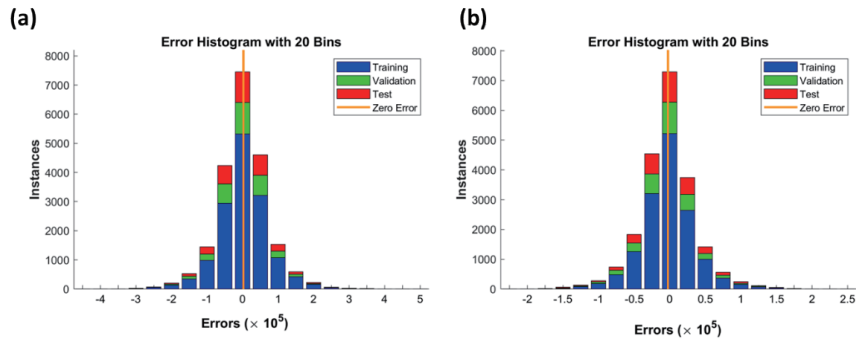 (a)
Error Histogram with 20 Bins
8000
7000
6000
5000
4000
3000
2000
1000
0
Instances
Training
Validation
Test
Zero Error
-4 -3 -2 -1 0 1 2 3 4 5
Errors (× 10⁵)
(b)
Error Histogram with 20 Bins
8000
7000
6000
5000
4000
3000
2000
1000
0
Instances
Training
Validation
Test
Zero Error
-2 -1.5 -1 -0.5 0 0.5 1 1.5 2 2.5
Errors (× 10⁵)